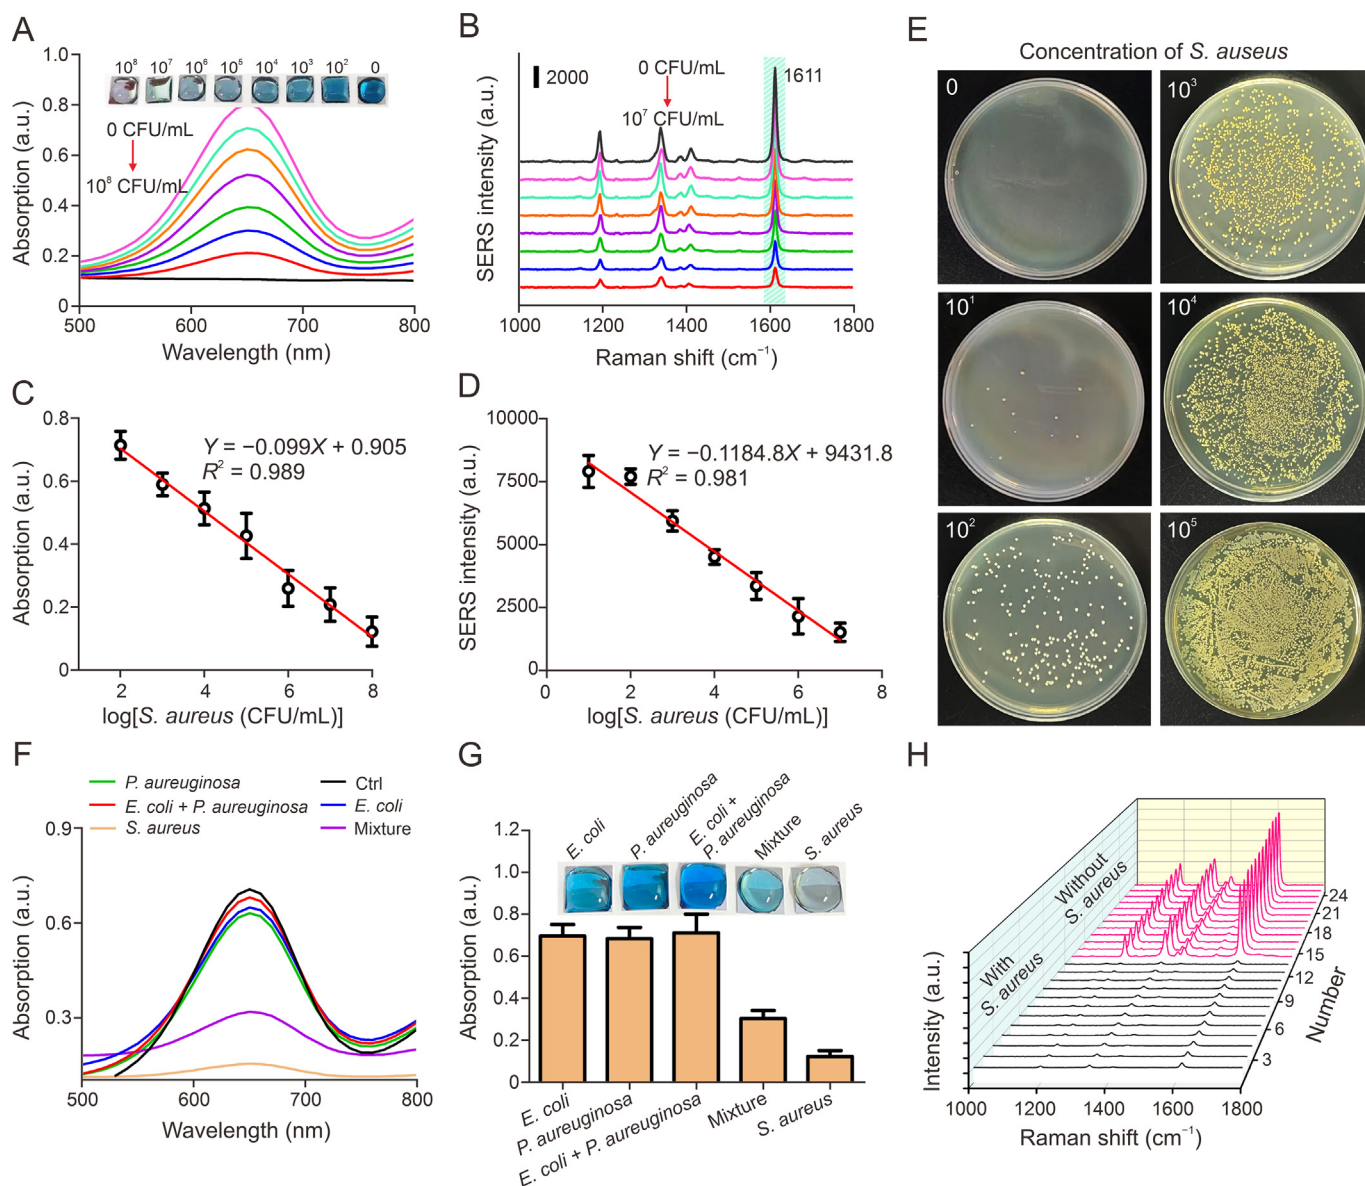 A
1.0
0.8
0.6
0.4
0.2
0
Absorption (a.u.)
10⁸ 10⁷ 10⁶ 10⁵ 10⁴ 10³ 10² 0
0 CFU/mL
10⁸ CFU/mL
500 600 700 800
Wavelength (nm)
B
SERS intensity (a.u.)
2000
0 CFU/mL
10⁷ CFU/mL
1611
1000 1200 1400 1600 1800
Raman shift (cm⁻¹)
C
0.8
0.6
0.4
0.2
0
Absorption (a.u.)
Y = −0.099X + 0.905
R² = 0.989
2 4 6 8
log[S. aureus (CFU/mL)]
D
10000
7500
5000
2500
0
SERS intensity (a.u.)
Y = −0.1184.8X + 9431.8
R² = 0.981
0 2 4 6 8
log[S. aureus (CFU/mL)]
E
Concentration of S. auseus
0
10³
10¹
10⁴
10²
10⁵
F
P. aureuginosa
E. coli + P. aureuginosa
S. aureus
Ctrl
E. coli
Mixture
0.9
0.6
0.3
Absorption (a.u.)
500 600 700 800
Wavelength (nm)
G
1.2
1.0
0.8
0.6
0.4
0.2
0
Absorption (a.u.)
E. coli
P. aureuginosa
E. coli +
P. aureuginosa
Mixture
S. aureus
E. coli
P. aureuginosa
E. coli + P. aureuginosa
Mixture
S. aureus
H
Without
S. aureus
With
S. aureus
Intensity (a.u.)
24
21
18
15
12
9
6
3
Number
1000 1200 1400 1600 1800
Raman shift (cm⁻¹)